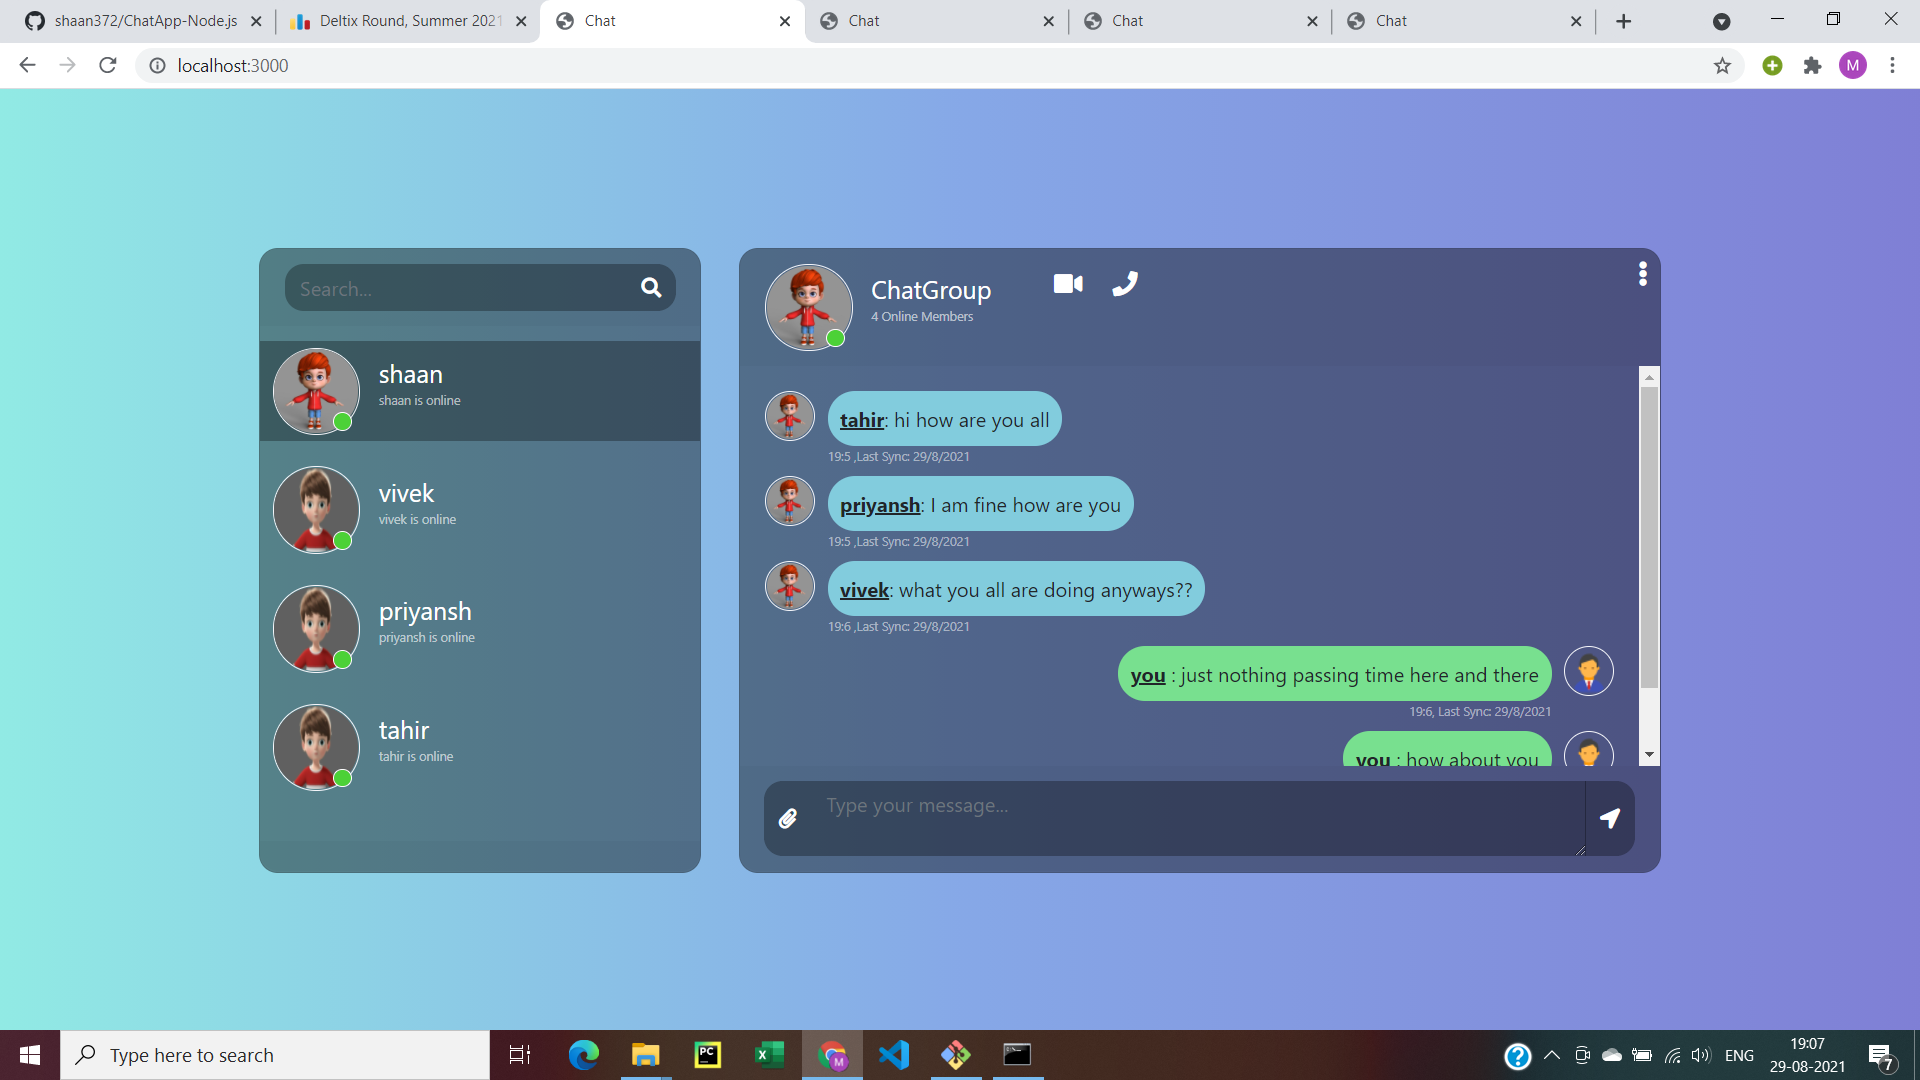 shaan372/ChatApp-Node.js
Deltix Round, Summer 2021
Chat
Chat
Chat
Chat
localhost:3000
M
Search...
shaan
shaan is online
vivek
vivek is online
priyansh
priyansh is online
tahir
tahir is online
ChatGroup
4 Online Members
tahir: hi how are you all
19:5 ,Last Sync: 29/8/2021
priyansh: I am fine how are you
19:5 ,Last Sync: 29/8/2021
vivek: what you all are doing anyways??
19:6 ,Last Sync: 29/8/2021
you : just nothing passing time here and there
19:6, Last Sync: 29/8/2021
you : how about you
Type your message...
Type here to search
PC
M
ENG
19:07
29-08-2021
7